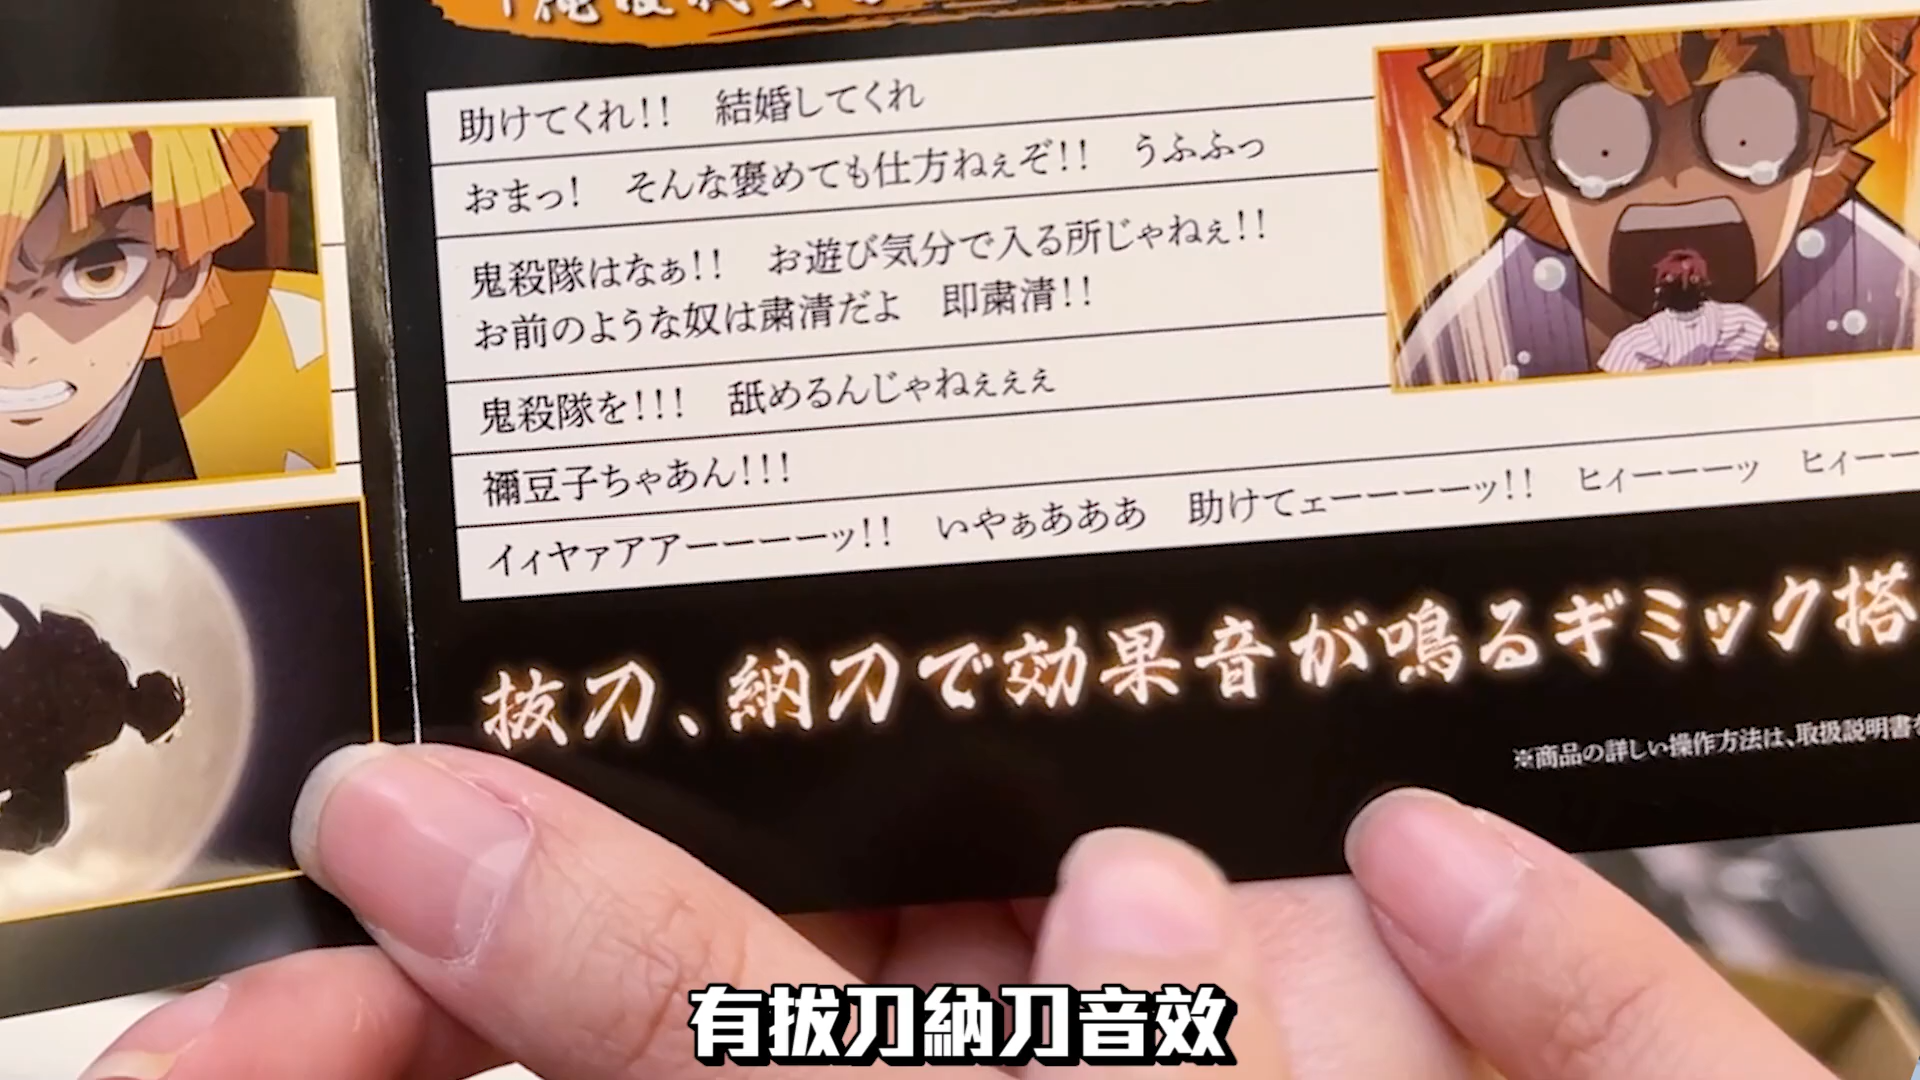 助けてくれ!!　結婚してくれ
おまっ!　そんな褒めても仕方ねぇぞ!!　うふふっ
鬼殺隊はなぁ!!　お遊び気分で入る所じゃねぇ!!
お前のような奴は粛清だよ　即粛清!!
鬼殺隊を!!!　舐めるんじゃねぇぇぇ
禰豆子ちゃあん!!!
イィヤァアアーーーーッ!!　いやぁあああ　助けてェーーーーッ!!　ヒィーーーッ　ヒィーー
抜刀、納刀で効果音が鳴るギミック搭
※商品の詳しい操作方法は、取扱説明書を
有拔刀納刀音效